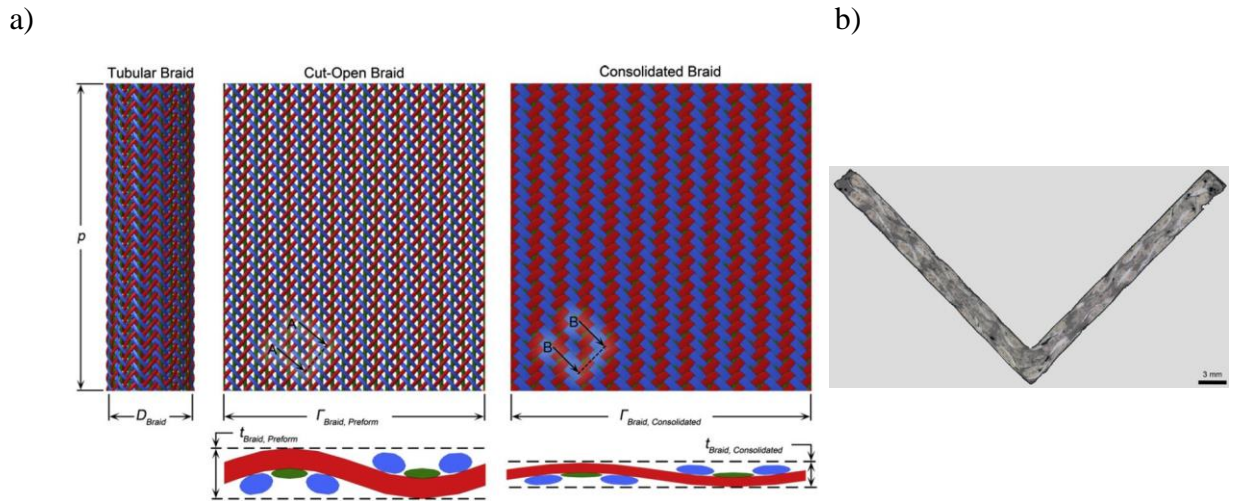 a)
b)
Tubular Braid
Cut-Open Braid
Consolidated Braid
p
A
A
B
B
D_Braid
Γ_Braid, Preform
Γ_Braid, Consolidated
t_Braid, Preform
t_Braid, Consolidated
3 mm